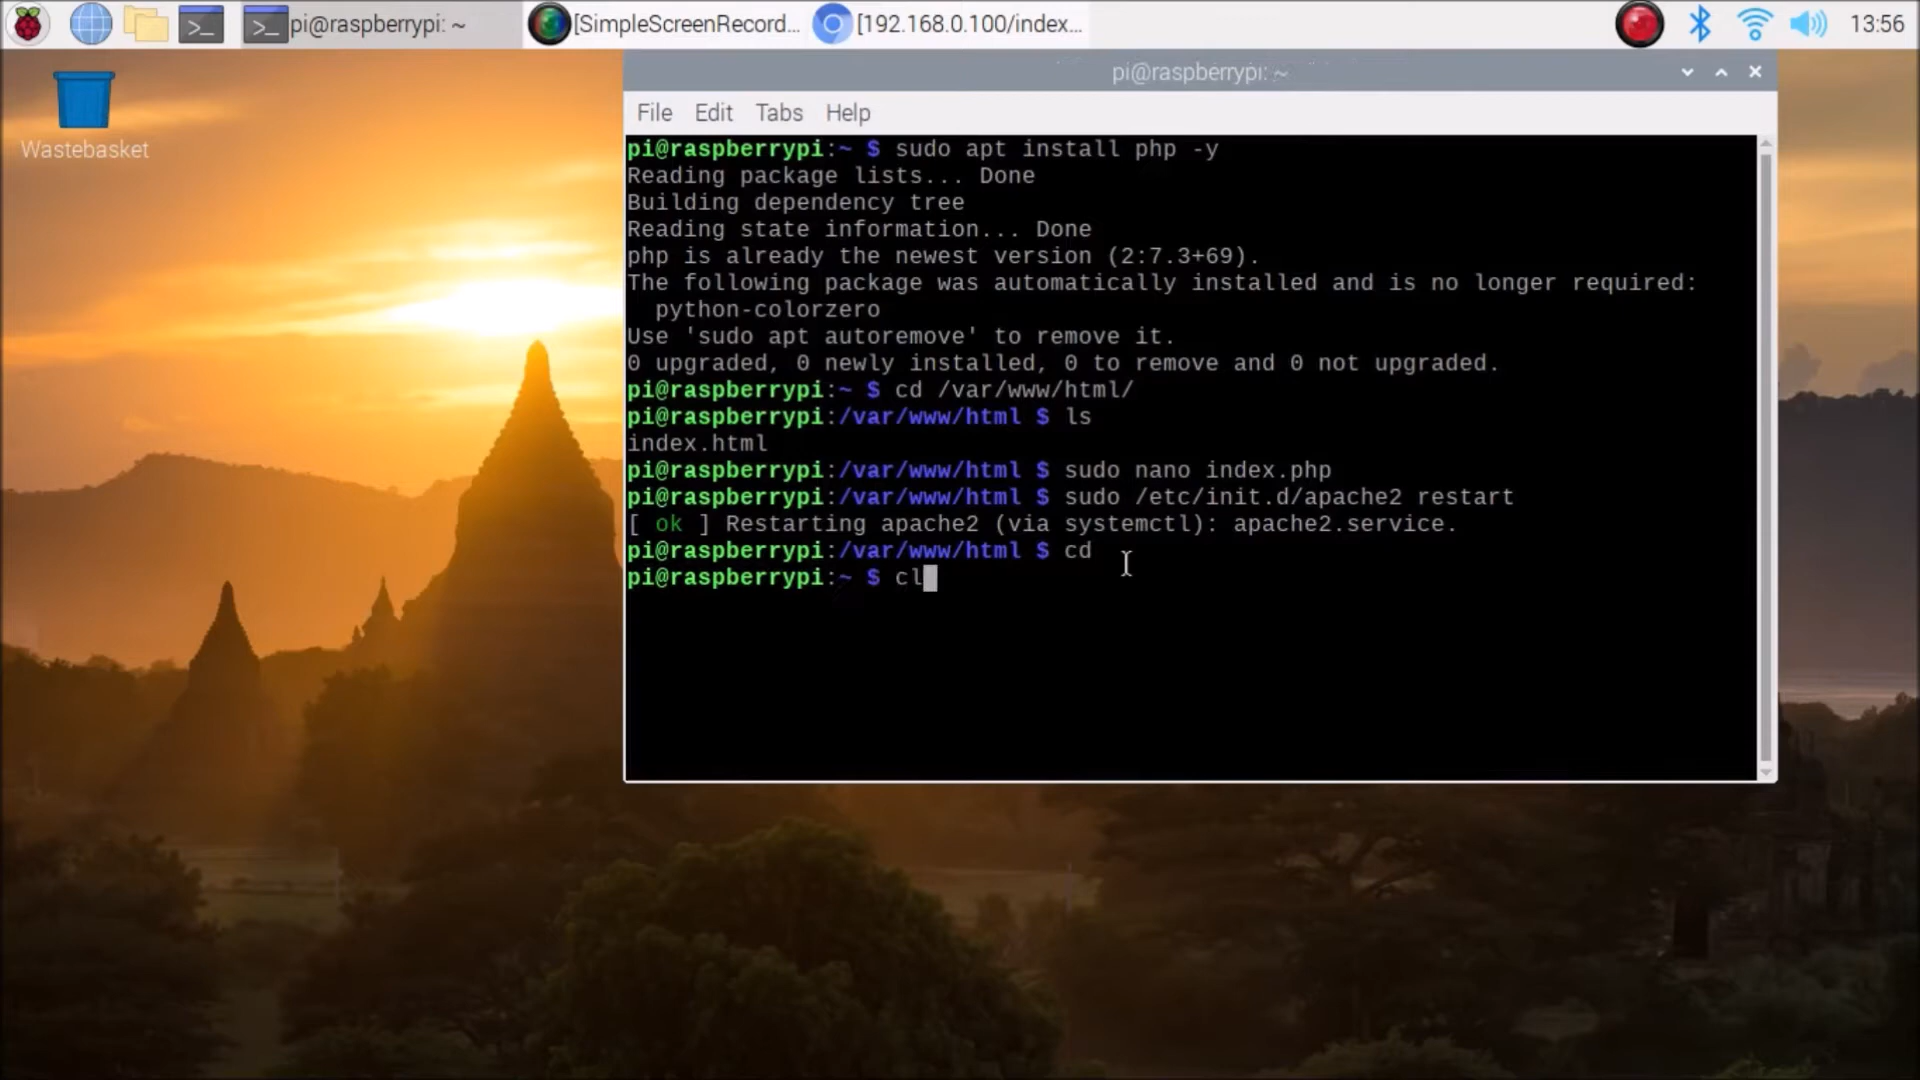 pi@raspberrypi: ~
[SimpleScreenRecord...
[192.168.0.100/index...
13:56
Wastebasket
pi@raspberrypi: ~
File Edit Tabs Help
pi@raspberrypi:~ $ sudo apt install php -y
Reading package lists... Done
Building dependency tree
Reading state information... Done
php is already the newest version (2:7.3+69).
The following package was automatically installed and is no longer required:
  python-colorzero
Use 'sudo apt autoremove' to remove it.
0 upgraded, 0 newly installed, 0 to remove and 0 not upgraded.
pi@raspberrypi:~ $ cd /var/www/html/
pi@raspberrypi:/var/www/html $ ls
index.html
pi@raspberrypi:/var/www/html $ sudo nano index.php
pi@raspberrypi:/var/www/html $ sudo /etc/init.d/apache2 restart
[ ok ] Restarting apache2 (via systemctl): apache2.service.
pi@raspberrypi:/var/www/html $ cd
pi@raspberrypi:~ $ cl